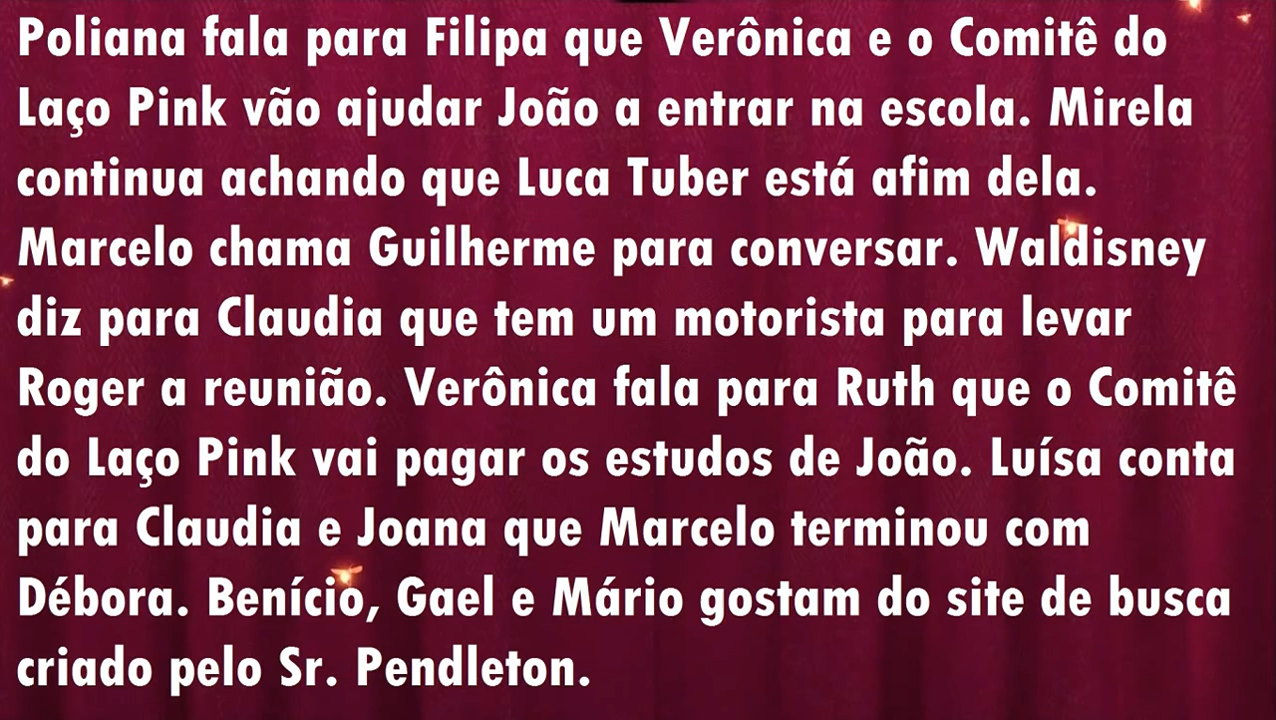 Poliana fala para Filipa que Verônica e o Comitê do
Laço Pink vão ajudar João a entrar na escola. Mirela
continua achando que Luca Tuber está afim dela.
Marcelo chama Guilherme para conversar. Waldisney
diz para Claudia que tem um motorista para levar
Roger a reunião. Verônica fala para Ruth que o Comitê
do Laço Pink vai pagar os estudos de João. Luísa conta
para Claudia e Joana que Marcelo terminou com
Débora. Benício, Gael e Mário gostam do site de busca
criado pelo Sr. Pendleton.